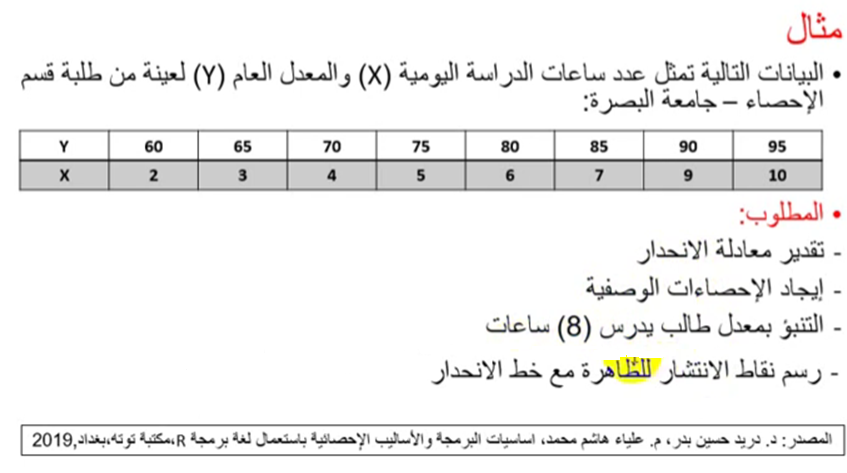 مثال
• البيانات التالية تمثل عدد ساعات الدراسة اليومية (X) والمعدل العام (Y) لعينة من طلبة قسم
الإحصاء – جامعة البصرة:
Y 60 65 70 75 80 85 90 95
X 2 3 4 5 6 7 9 10
• المطلوب:
- تقدير معادلة الانحدار
- إيجاد الإحصاءات الوصفية
- التنبؤ بمعدل طالب يدرس (8) ساعات
- رسم نقاط الانتشار للظاهرة مع خط الانحدار
المصدر: د. دريد حسين بدر، م. علياء هاشم محمد، اساسيات البرمجة والأساليب الإحصائية باستعمال لغة برمجة R،مكتبة توته،بغداد,2019